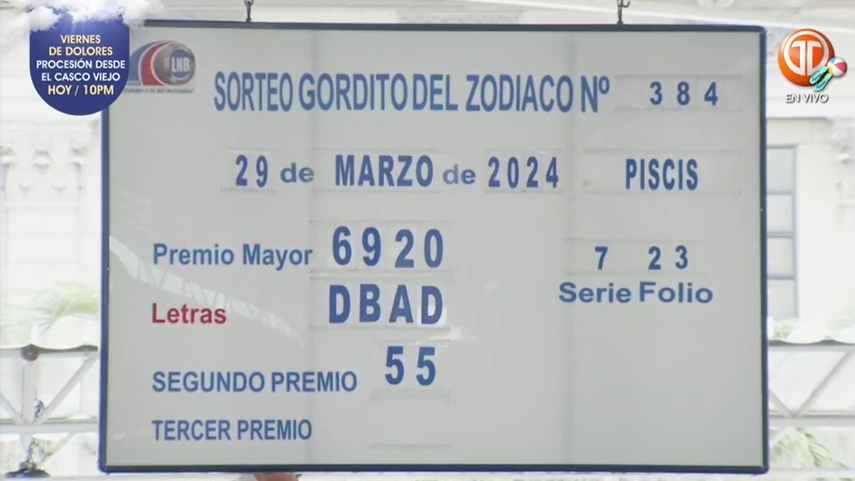 VIERNES
DE DOLORES
PROCESIÓN DESDE
EL CASCO VIEJO
HOY / 10PM
LNB
SORTEO GORDITO DEL ZODIACO Nº 384
29 de MARZO de 2024 PISCIS
Premio Mayor 6920 7 23
Letras DBAD Serie Folio
SEGUNDO PREMIO 55
TERCER PREMIO
EN VIVO